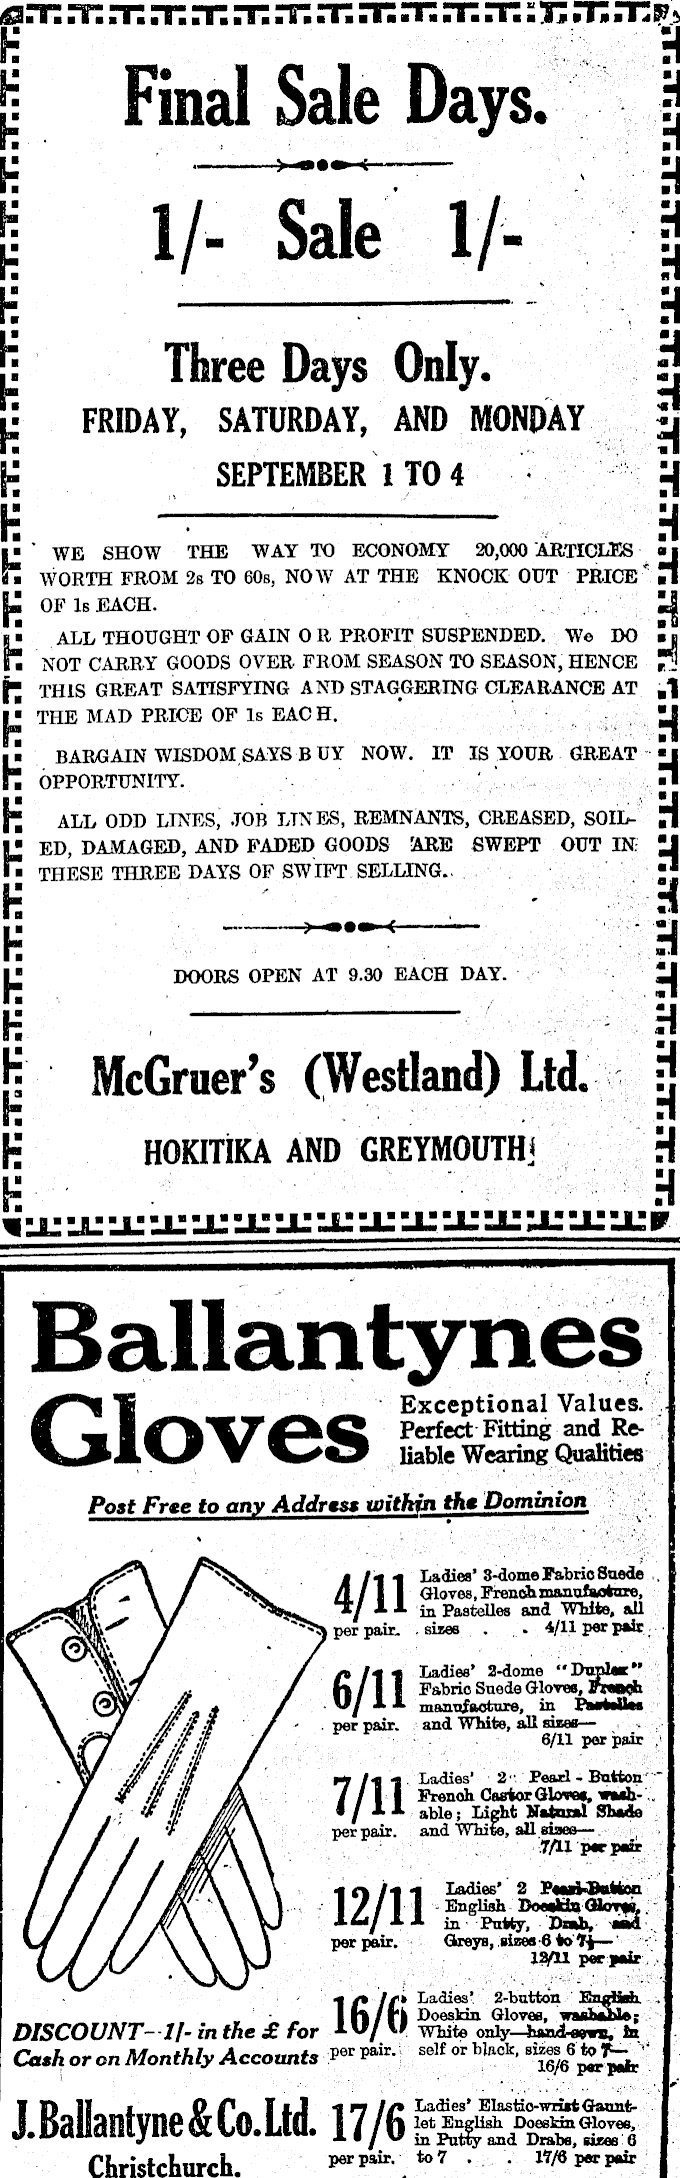 Final Sale Days.
1/- Sale 1/-
Three Days Only.
FRIDAY, SATURDAY, AND MONDAY
SEPTEMBER 1 TO 4
WE SHOW THE WAY TO ECONOMY 20,000 ARTICLES
WORTH FROM 2s TO 60s, NOW AT THE KNOCK OUT PRICE
OF 1s EACH.
ALL THOUGHT OF GAIN OR PROFIT SUSPENDED. We DO
NOT CARRY GOODS OVER FROM SEASON TO SEASON, HENCE
THIS GREAT SATISFYING AND STAGGERING CLEARANCE AT
THE MAD PRICE OF 1s EACH.
BARGAIN WISDOM SAYS BUY NOW. IT IS YOUR GREAT
OPPORTUNITY.
ALL ODD LINES, JOB LINES, REMNANTS, CREASED, SOIL-
ED, DAMAGED, AND FADED GOODS ARE SWEPT OUT IN
THESE THREE DAYS OF SWIFT SELLING.
DOORS OPEN AT 9.30 EACH DAY.
McGruer's (Westland) Ltd.
HOKITIKA AND GREYMOUTH
Ballantynes
Gloves
Exceptional Values.
Perfect Fitting and Re-
liable Wearing Qualities
Post Free to any Address within the Dominion
4/11
per pair.
Ladies' 3-dome Fabric Suede
Gloves, French manufacture,
in Pastelles and White, all
sizes . . 4/11 per pair
6/11
per pair.
Ladies' 2-dome "Duplex"
Fabric Suede Gloves, French
manufacture, in Pastelles
and White, all sizes—
6/11 per pair
7/11
per pair.
Ladies' 2 Pearl-Button
French Castor Gloves, wash-
able; Light Natural Shade
and White, all sizes—
7/11 per pair
12/11
per pair.
Ladies' 2 Pearl-Button
English Doeskin Gloves,
in Putty, Drab, and
Greys, sizes 6 to 7½—
12/11 per pair
16/6
per pair.
Ladies' 2-button English
Doeskin Gloves, washable;
White only—hand-sewn, in
self or black, sizes 6 to 7—
16/6 per pair
17/6
per pair.
Ladies' Elastic-wrist Gaunt-
let English Doeskin Gloves,
in Putty and Drabs, sizes 6
to 7 . . 17/6 per pair
DISCOUNT—1/- in the £ for
Cash or on Monthly Accounts
J. Ballantyne & Co. Ltd.
Christchurch.